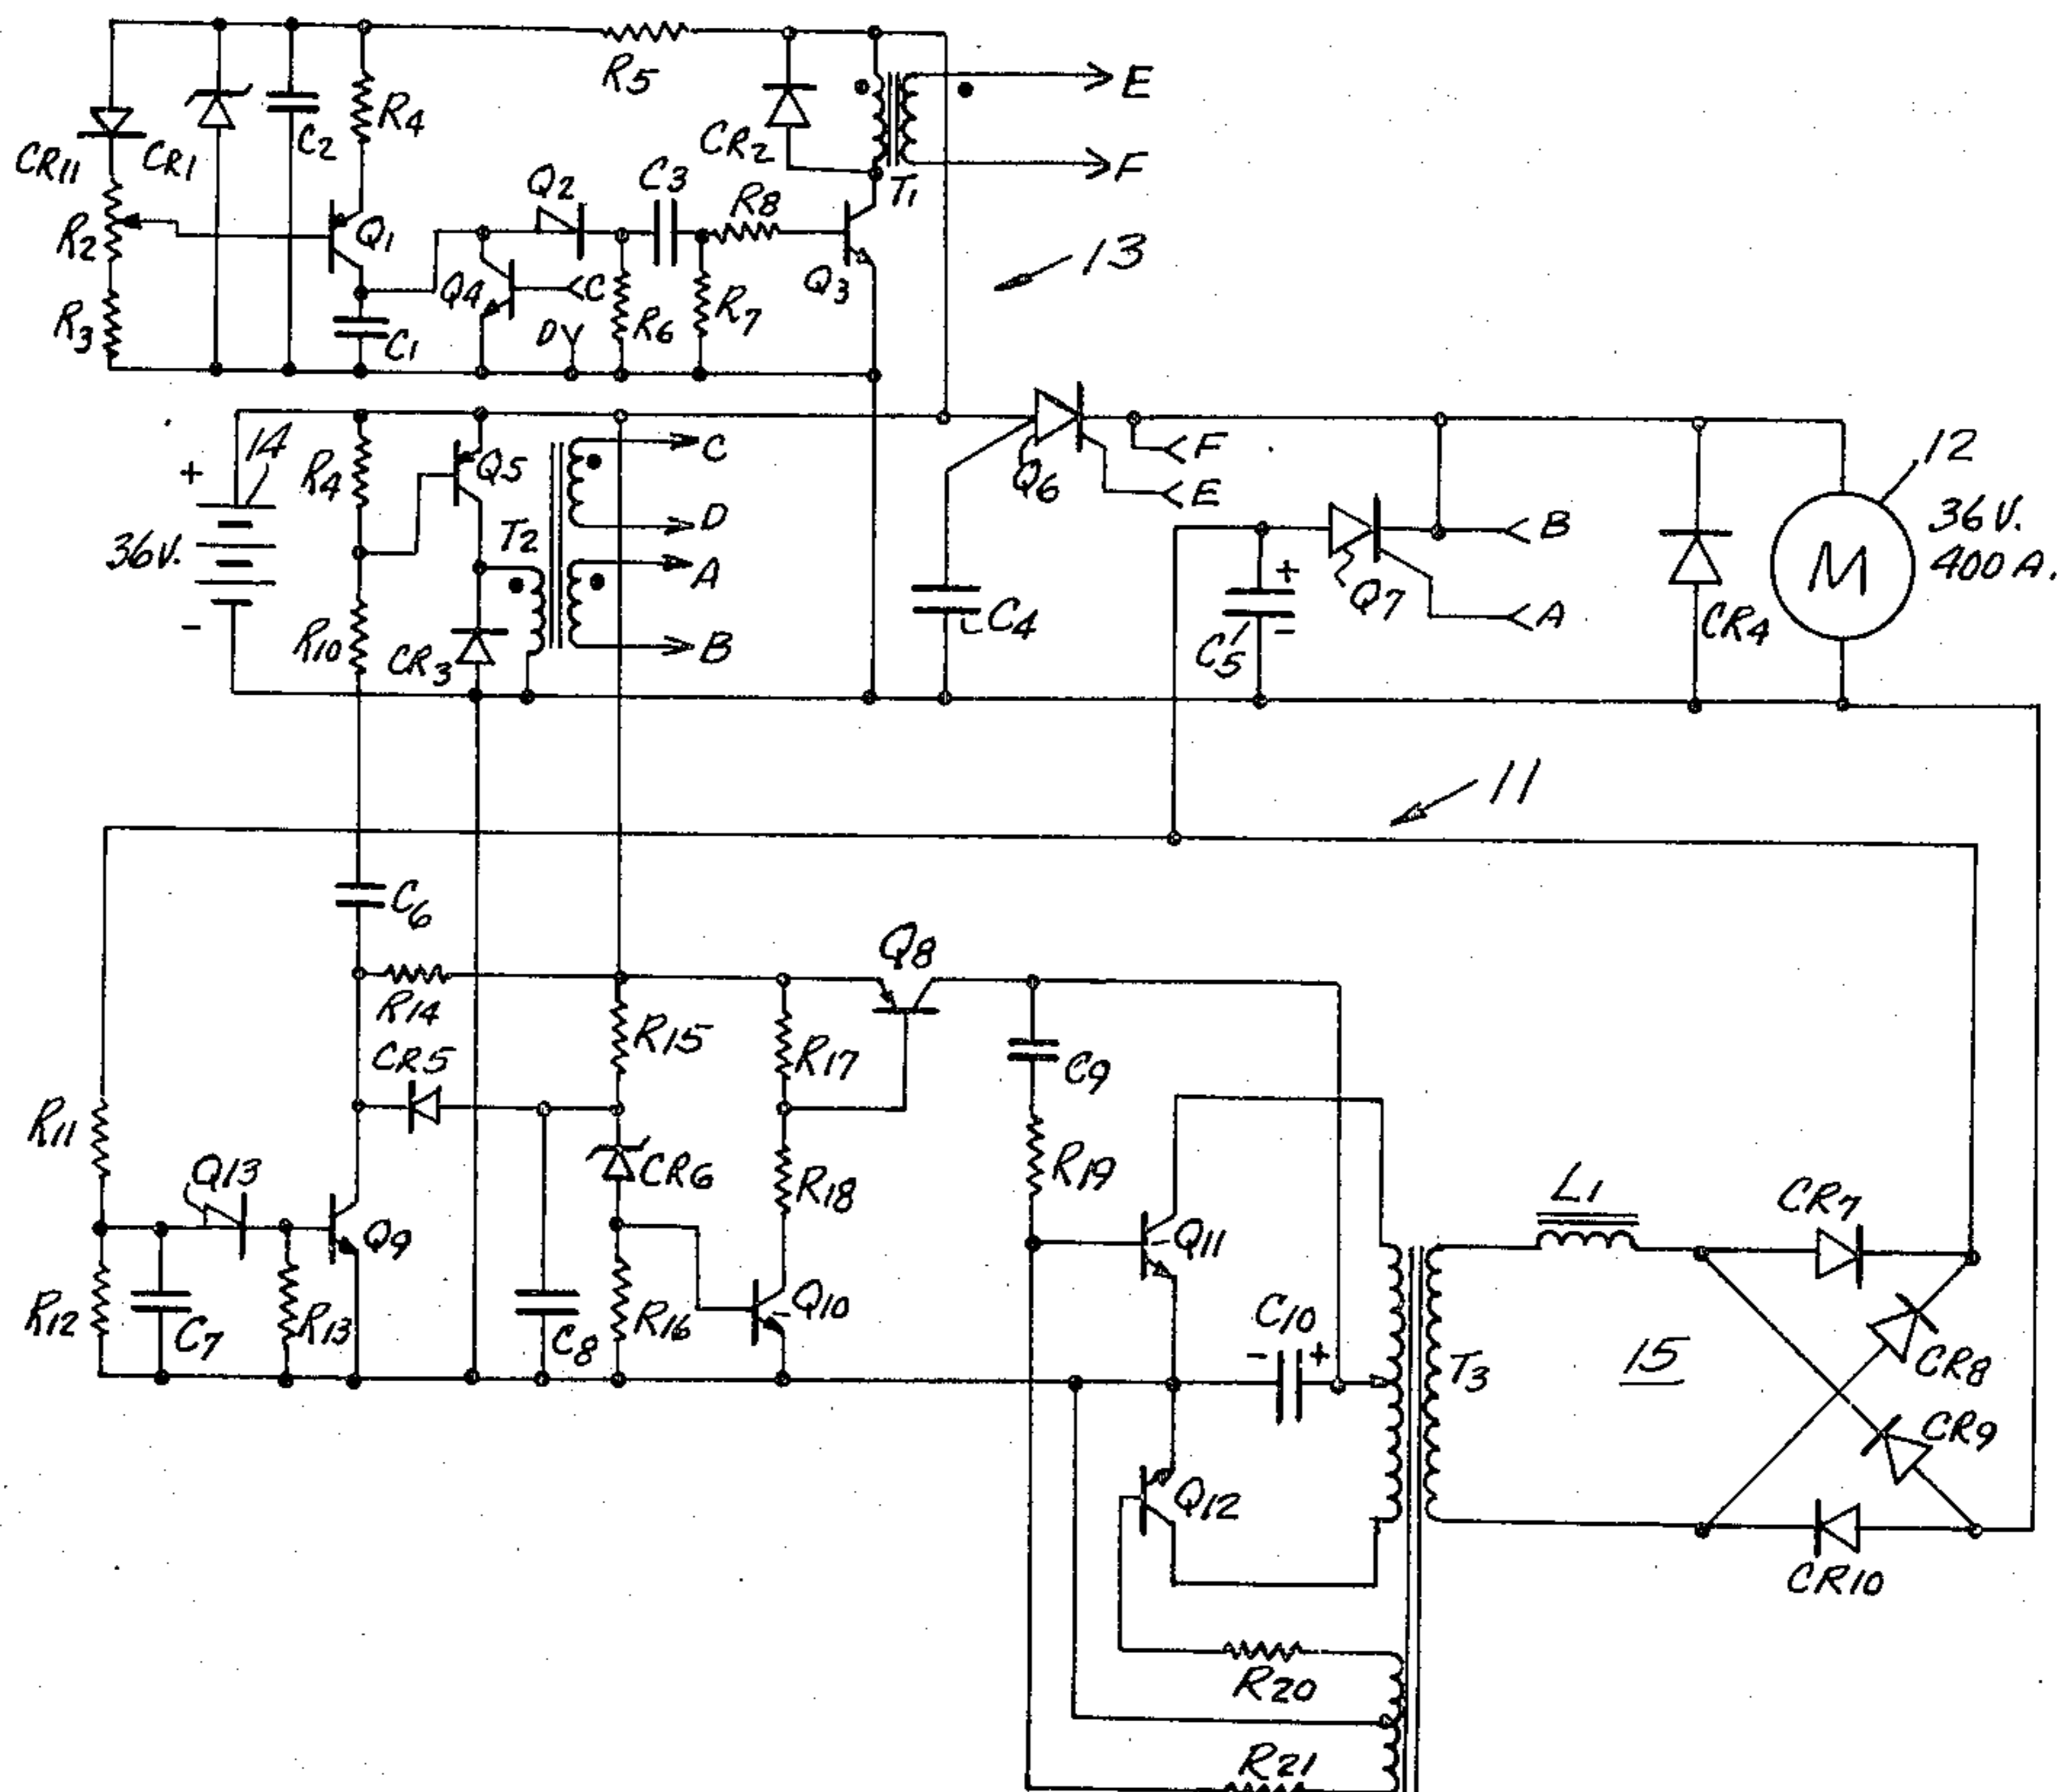 R5
E
CR11
CR1
C2
R4
CR2
F
T1
R2
Q1
Q2
C3
R8
Q3
13
R3
C1
Q4
C
D
R6
R7
14
+
36V.
-
R4
Q5
C
D
T2
A
B
R10
CR3
C4
Q6
F
E
B
Q7
A
+
C5
-
CR4
M
12
36V.
400A.
11
C6
R14
CR5
R15
R17
Q8
C9
R19
R11
Q13
Q9
CR6
R18
Q11
L1
CR7
R12
C7
R13
C8
R16
Q10
C10
- +
T3
15
CR8
CR9
Q12
CR10
R20
R21